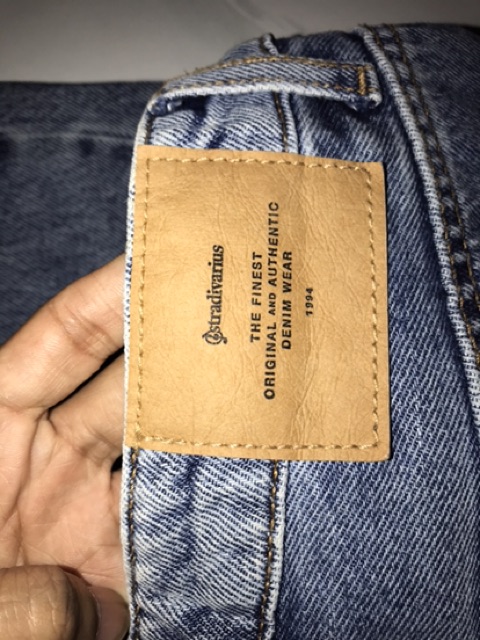 stradivarius
THE FINEST
ORIGINAL AND AUTHENTIC
DENIM WEAR
1994